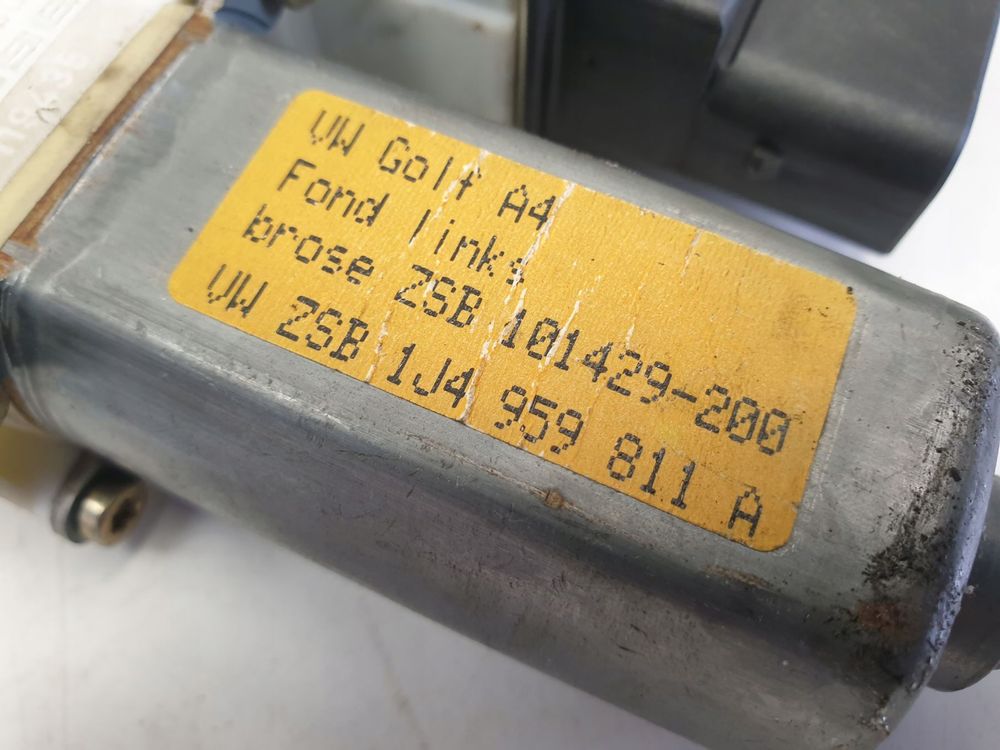 VW Golf A4
Fond links
brose ZSB 101429-200
VW ZSB 1J4 959 811 A